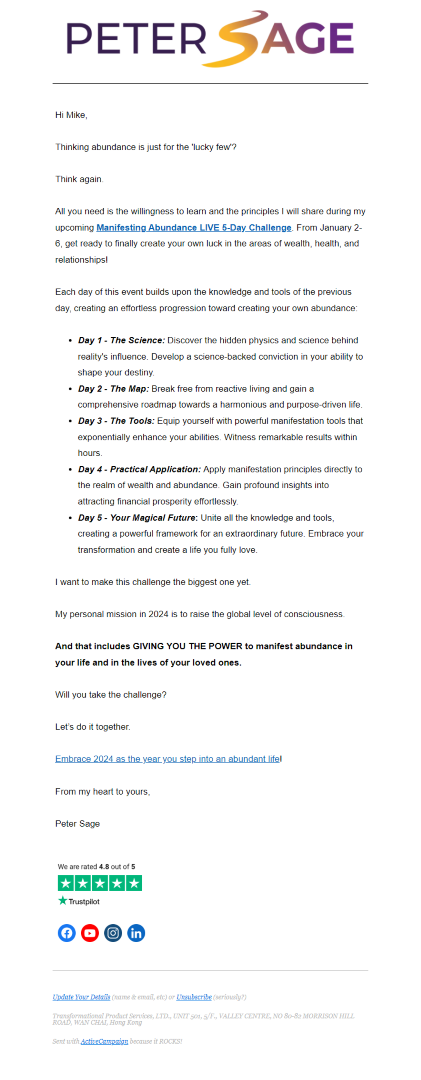 PETER SAGE
Hi Mike,
Thinking abundance is just for the 'lucky few'?
Think again.
All you need is the willingness to learn and the principles I will share during my
upcoming Manifesting Abundance LIVE 5-Day Challenge. From January 2-
6, get ready to finally create your own luck in the areas of wealth, health, and
relationships!
Each day of this event builds upon the knowledge and tools of the previous
day, creating an effortless progression toward creating your own abundance:
• Day 1 - The Science: Discover the hidden physics and science behind
reality's influence. Develop a science-backed conviction in your ability to
shape your destiny.
• Day 2 - The Map: Break free from reactive living and gain a
comprehensive roadmap towards a harmonious and purpose-driven life.
• Day 3 - The Tools: Equip yourself with powerful manifestation tools that
exponentially enhance your abilities. Witness remarkable results within
hours.
• Day 4 - Practical Application: Apply manifestation principles directly to
the realm of wealth and abundance. Gain profound insights into
attracting financial prosperity effortlessly.
• Day 5 - Your Magical Future: Unite all the knowledge and tools,
creating a powerful framework for an extraordinary future. Embrace your
transformation and create a life you fully love.
I want to make this challenge the biggest one yet.
My personal mission in 2024 is to raise the global level of consciousness.
And that includes GIVING YOU THE POWER to manifest abundance in
your life and in the lives of your loved ones.
Will you take the challenge?
Let's do it together.
Embrace 2024 as the year you step into an abundant life!
From my heart to yours,
Peter Sage
We are rated 4.8 out of 5
Trustpilot
Update Your Details (name & email, etc) or Unsubscribe (seriously?)
Transformational Product Services, LTD., UNIT 502, 5/F., VALLEY CENTRE, NO 80-82 MORRISON HILL
ROAD, WAN CHAI, Hong Kong
Sent with ActiveCampaign because it ROCKS!